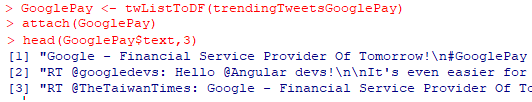 > GooglePay <- twListToDF(trendingTweetsGooglePay)
> attach(GooglePay)
> head(GooglePay$text,3)
[1] "Google - Financial Service Provider Of Tomorrow!\n#GooglePay
[2] "RT @googledevs: Hello @Angular devs!\n\nIt's even easier for
[3] "RT @TheTaiwanTimes: Google - Financial Service Provider Of To